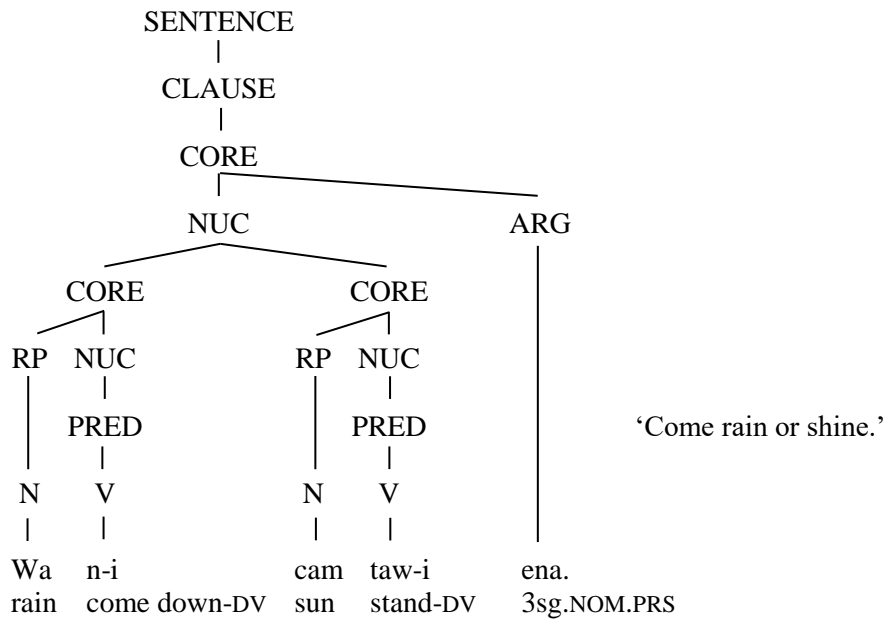 SENTENCE
CLAUSE
CORE
NUC ARG
CORE CORE
RP NUC RP NUC
PRED PRED ‘Come rain or shine.’
N V N V
Wa n-i cam taw-i ena.
rain come down-DV sun stand-DV 3sg.NOM.PRS